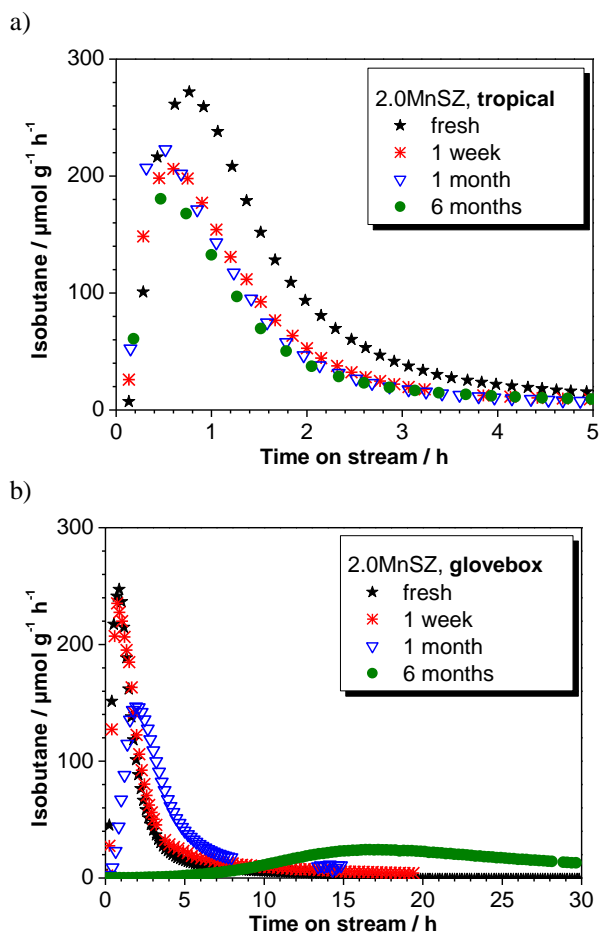 a)
300
200
100
0
Isobutane / µmol g⁻¹ h⁻¹
2.0MnSZ, tropical
fresh
1 week
1 month
6 months
0 1 2 3 4 5
Time on stream / h
b)
300
200
100
0
Isobutane / µmol g⁻¹ h⁻¹
2.0MnSZ, glovebox
fresh
1 week
1 month
6 months
0 5 10 15 20 25 30
Time on stream / h